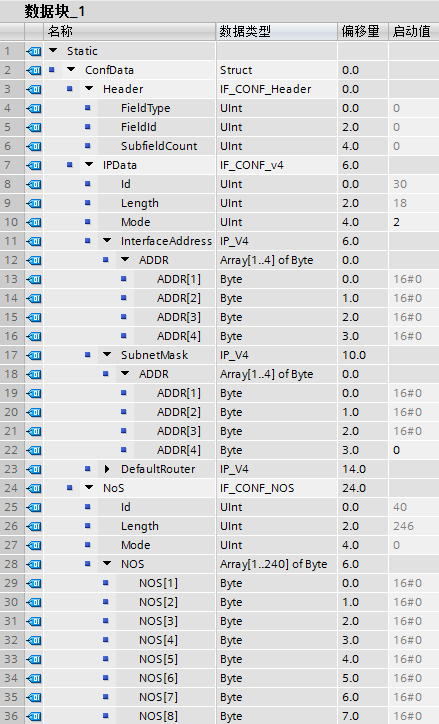 数据块_1
名称 数据类型 偏移量 启动值
1 Static
2 ConfData Struct 0.0
3 Header IF_CONF_Header 0.0
4 FieldType UInt 0.0 0
5 FieldId UInt 2.0 0
6 SubfieldCount UInt 4.0 0
7 IPData IF_CONF_v4 6.0
8 Id UInt 0.0 30
9 Length UInt 2.0 18
10 Mode UInt 4.0 2
11 InterfaceAddress IP_V4 6.0
12 ADDR Array[1..4] of Byte 0.0
13 ADDR[1] Byte 0.0 16#0
14 ADDR[2] Byte 1.0 16#0
15 ADDR[3] Byte 2.0 16#0
16 ADDR[4] Byte 3.0 16#0
17 SubnetMask IP_V4 10.0
18 ADDR Array[1..4] of Byte 0.0
19 ADDR[1] Byte 0.0 16#0
20 ADDR[2] Byte 1.0 16#0
21 ADDR[3] Byte 2.0 16#0
22 ADDR[4] Byte 3.0 0
23 DefaultRouter IP_V4 14.0
24 NoS IF_CONF_NOS 24.0
25 Id UInt 0.0 40
26 Length UInt 2.0 246
27 Mode UInt 4.0 0
28 NOS Array[1..240] of Byte 6.0
29 NOS[1] Byte 0.0 16#0
30 NOS[2] Byte 1.0 16#0
31 NOS[3] Byte 2.0 16#0
32 NOS[4] Byte 3.0 16#0
33 NOS[5] Byte 4.0 16#0
34 NOS[6] Byte 5.0 16#0
35 NOS[7] Byte 6.0 16#0
36 NOS[8] Byte 7.0 16#0